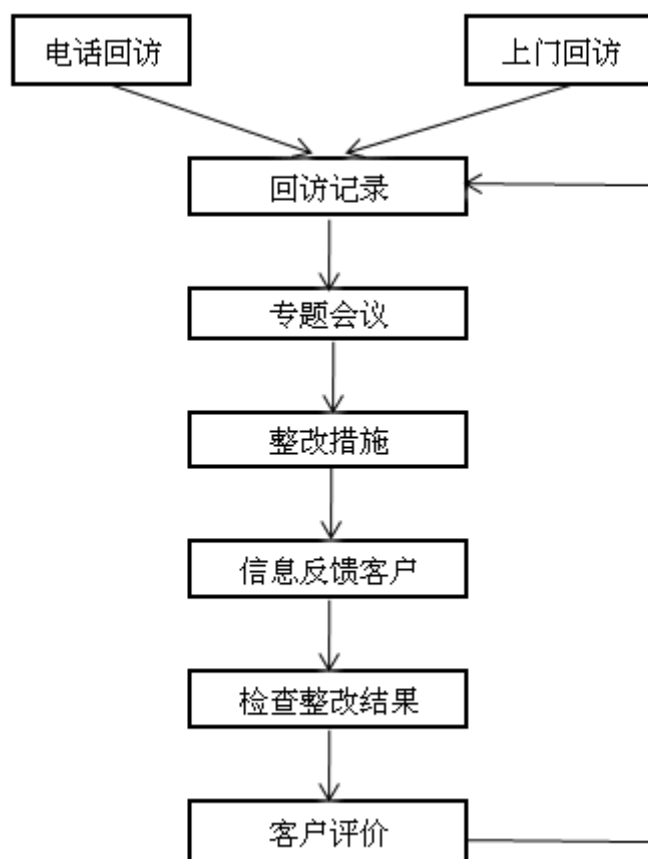 电话回访
上门回访
回访记录
专题会议
整改措施
信息反馈客户
检查整改结果
客户评价